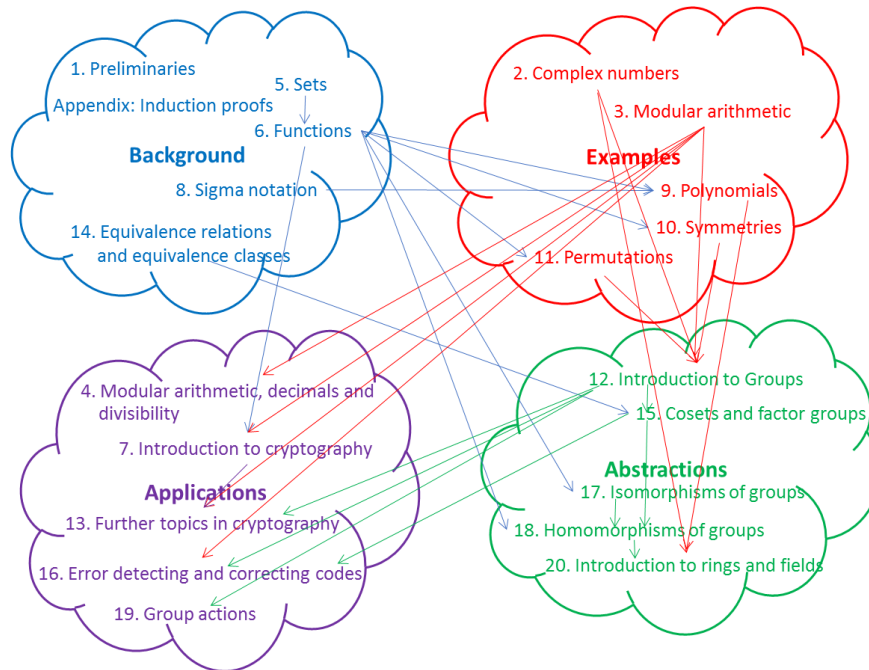 1. Preliminaries
5. Sets
Appendix: Induction proofs
6. Functions
Background
8. Sigma notation
14. Equivalence relations
and equivalence classes
2. Complex numbers
3. Modular arithmetic
Examples
9. Polynomials
10. Symmetries
11. Permutations
4. Modular arithmetic, decimals and
divisibility
7. Introduction to cryptography
Applications
13. Further topics in cryptography
16. Error detecting and correcting codes
19. Group actions
12. Introduction to Groups
15. Cosets and factor groups
Abstractions
17. Isomorphisms of groups
18. Homomorphisms of groups
20. Introduction to rings and fields